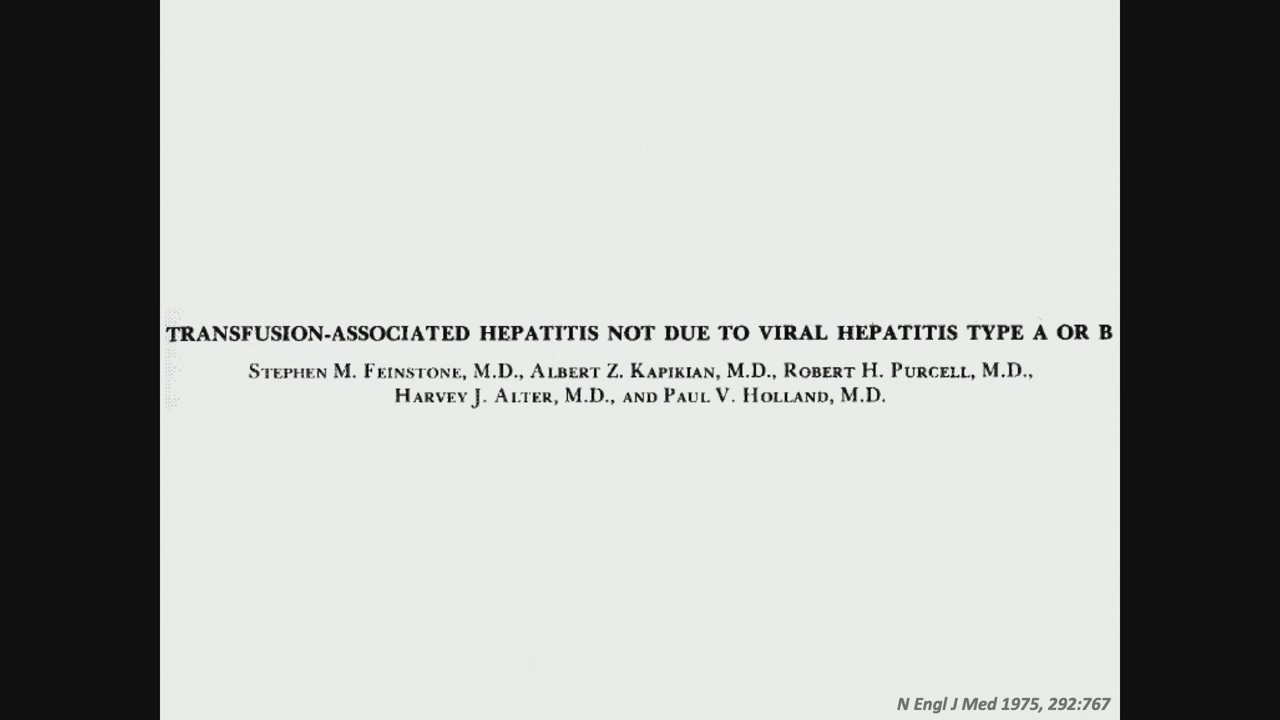 TRANSFUSION-ASSOCIATED HEPATITIS NOT DUE TO VIRAL HEPATITIS TYPE A OR B
STEPHEN M. FEINSTONE, M.D., ALBERT Z. KAPIKIAN, M.D., ROBERT H. PURCELL, M.D.,
HARVEY J. ALTER, M.D., AND PAUL V. HOLLAND, M.D.
N Engl J Med 1975, 292:767